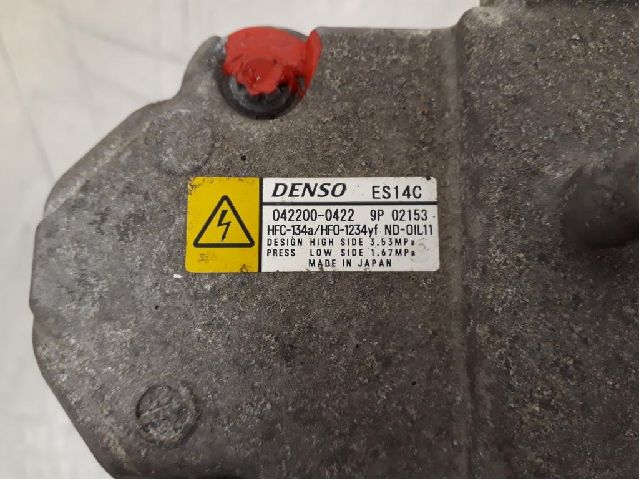 DENSO ES14C
042200-0422 9P 02153
HFC-134a/HFO-1234yf ND-OIL11
DESIGN HIGH SIDE 3.53MPa
PRESS LOW SIDE 1.67MPa
MADE IN JAPAN